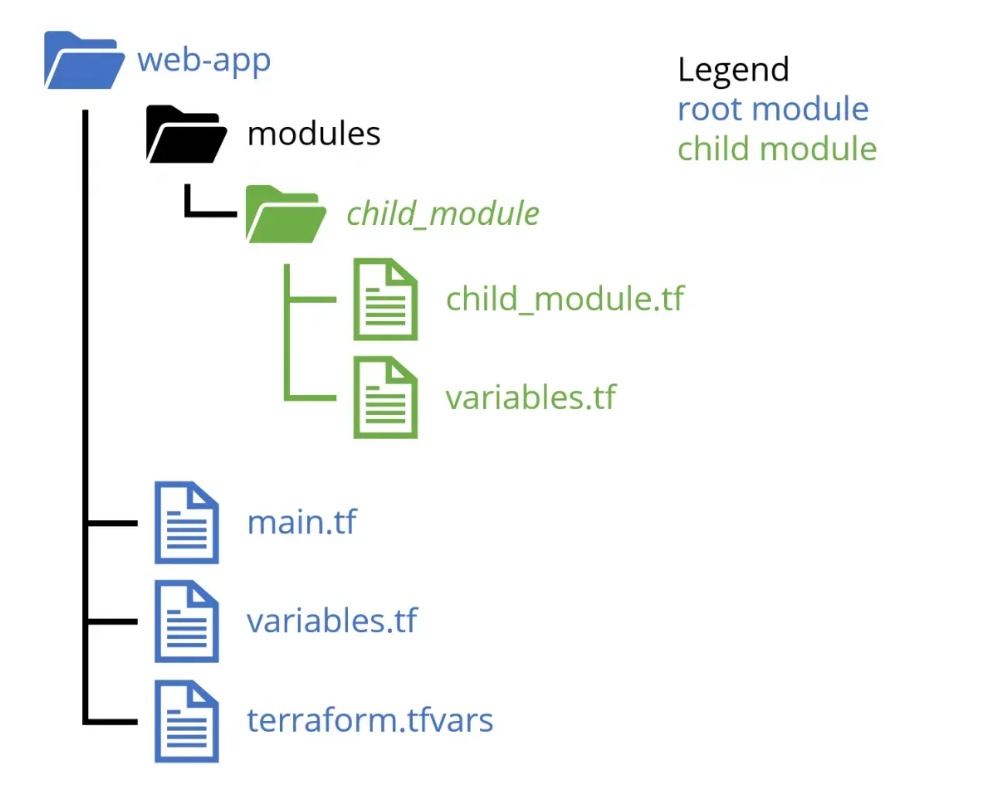 web-app
modules
child_module
child_module.tf
variables.tf
main.tf
variables.tf
terraform.tfvars
Legend
root module
child module